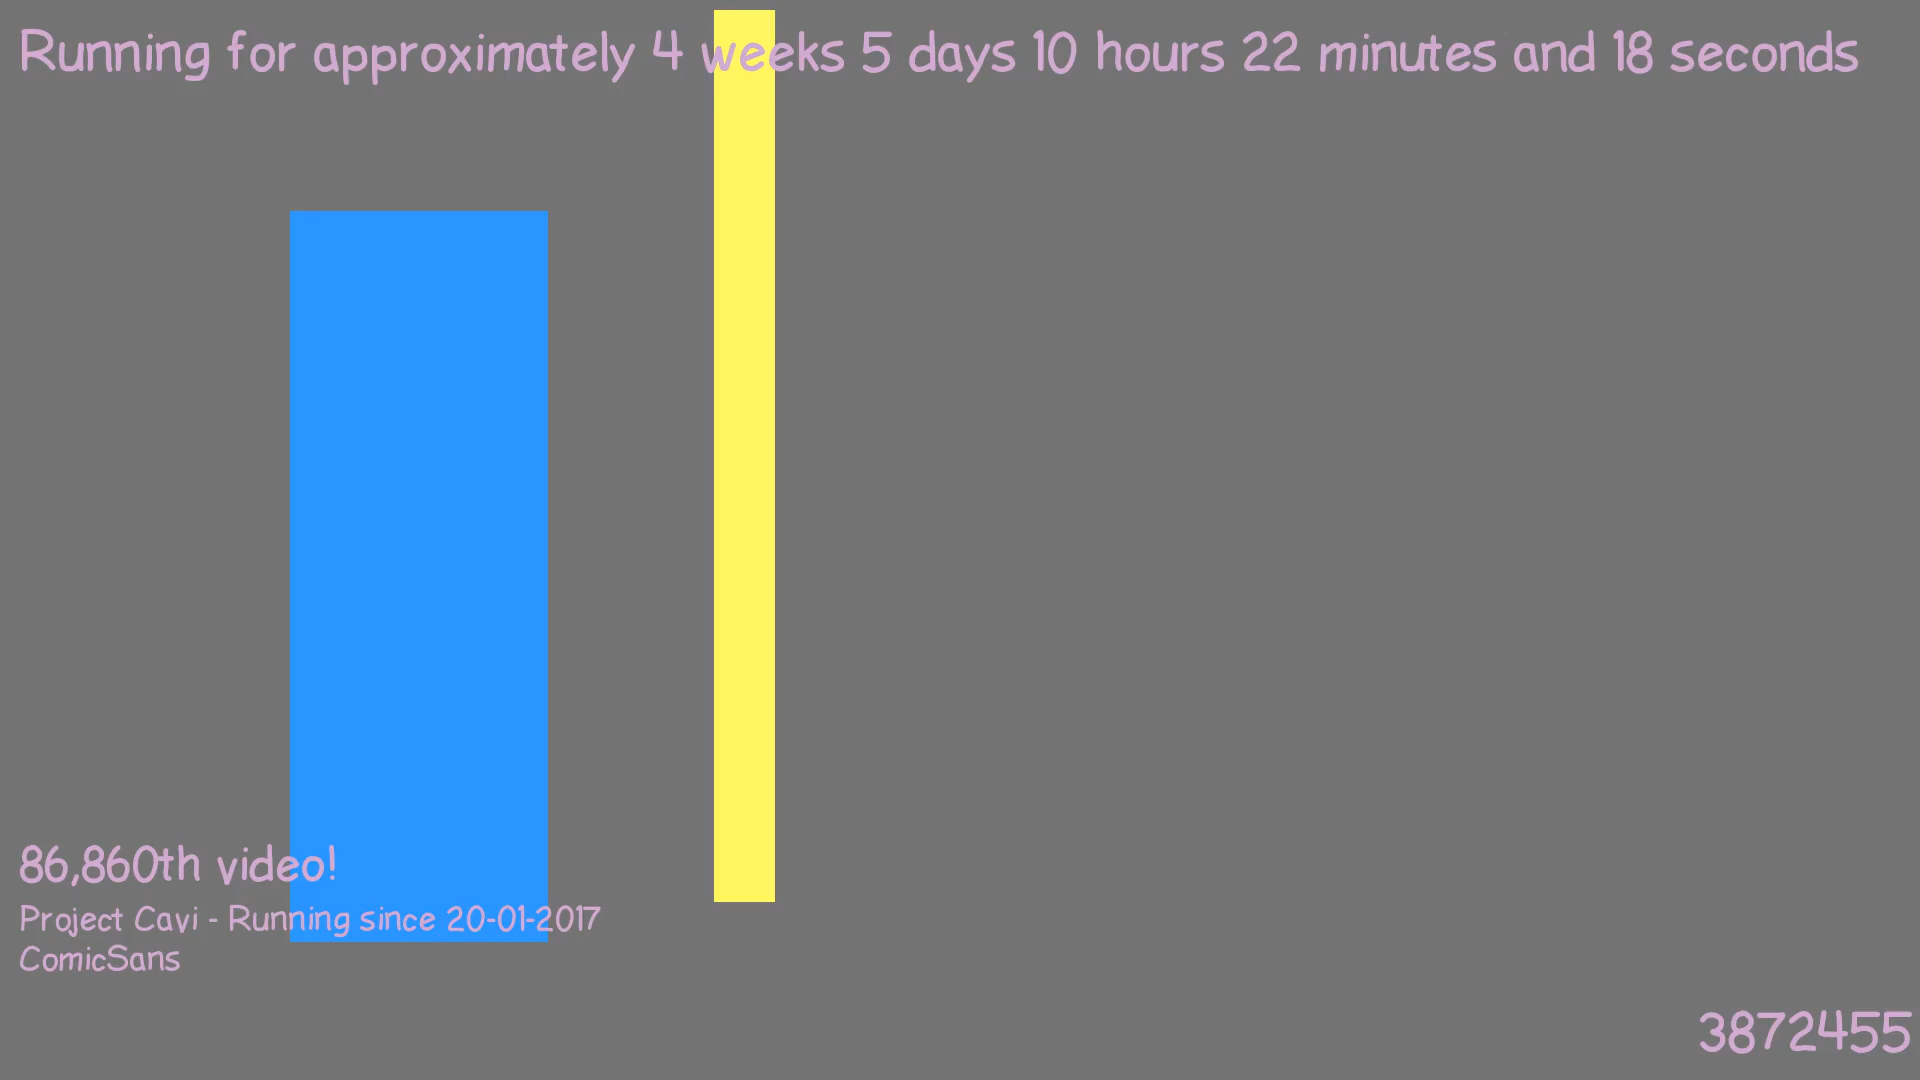 Running for approximately 4 weeks 5 days 10 hours 22 minutes and 18 seconds
86,860th video!
Project Cavi - Running since 20-01-2017
ComicSans
3872455